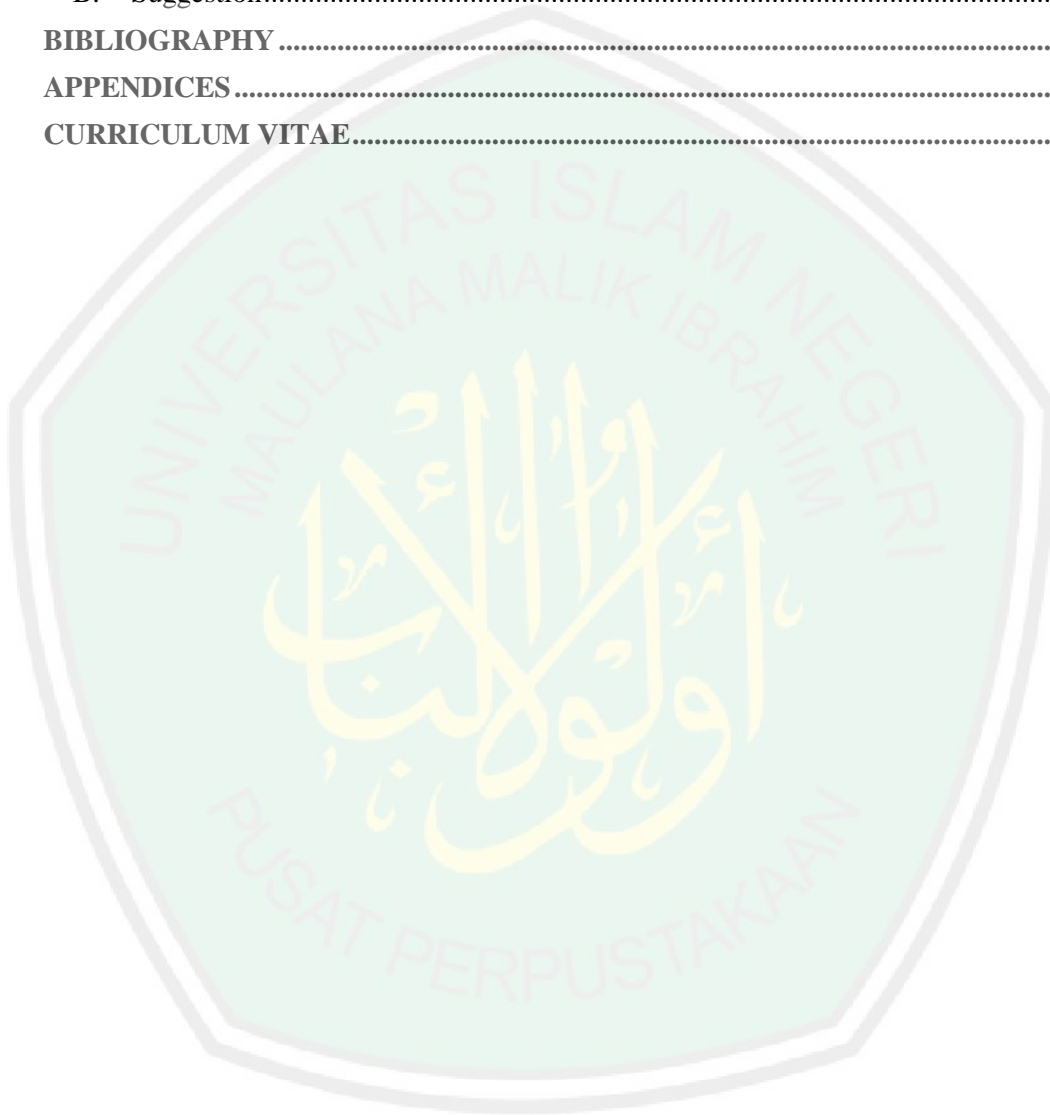 B. Suggestion..............................................................................................................
BIBLIOGRAPHY ..........................................................................................................
APPENDICES ................................................................................................................
CURRICULUM VITAE................................................................................................
UNIVERSITAS ISLAM NEGERI
MAULANA MALIK IBRAHIM
PUSAT PERPUSTAKAAN